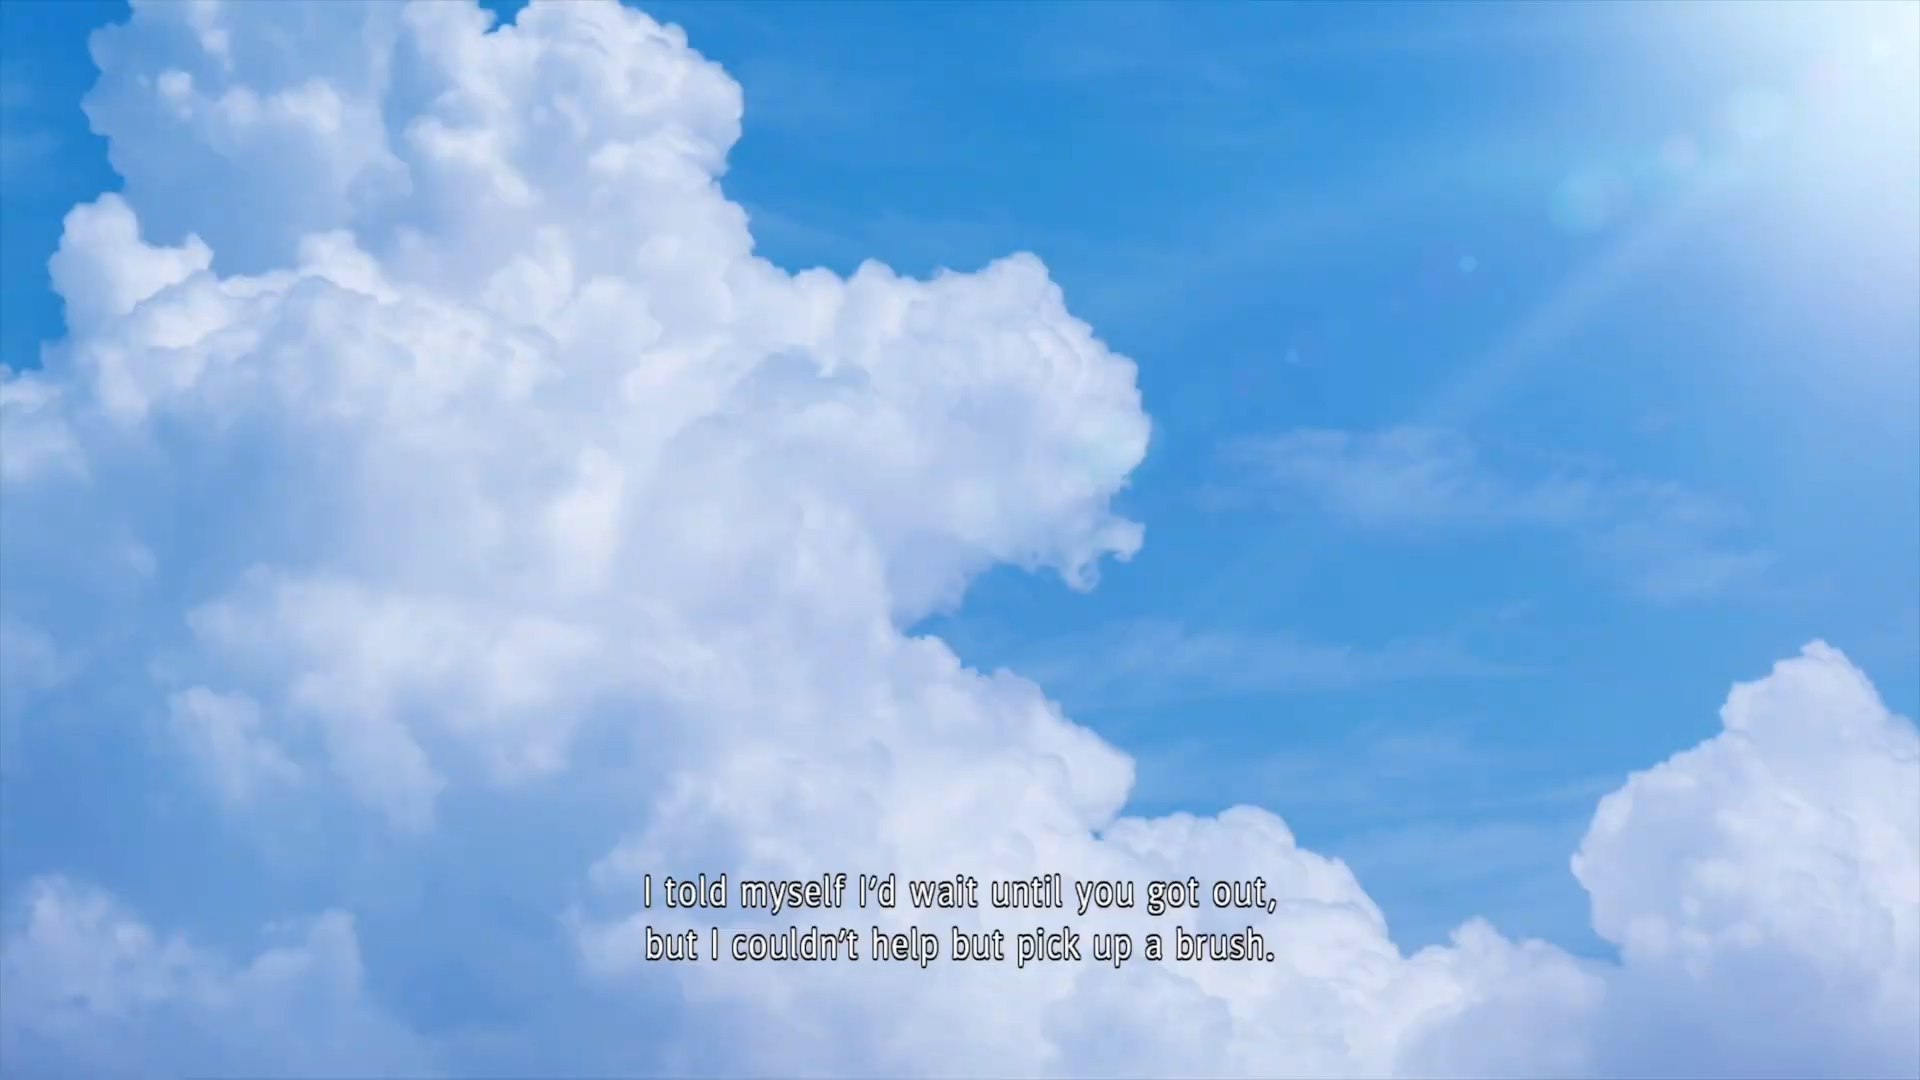 I told myself I'd wait until you got out,
but I couldn't help but pick up a brush.